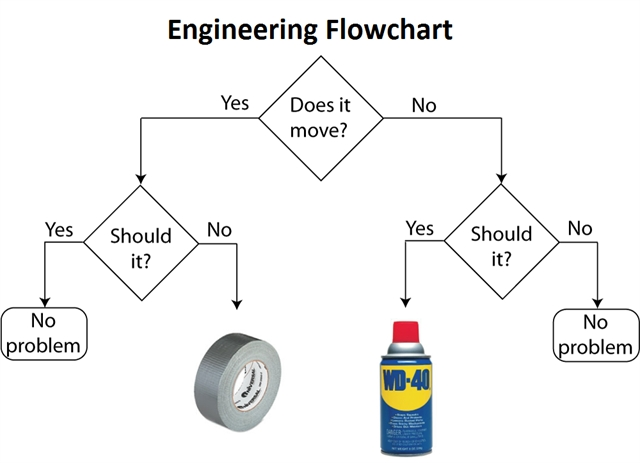 Engineering Flowchart
Does it
move?
Yes
No
Should
it?
Yes
No
Should
it?
Yes
No
No
problem
WD-40
No
problem